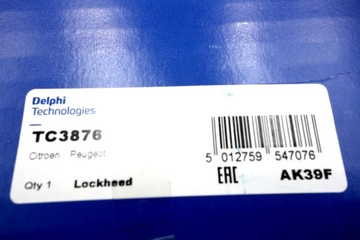 Delphi
Technologies
TC3876
Citroen Peugeot
5 012759 547076
Qty 1 Lockheed
EAC AK39F